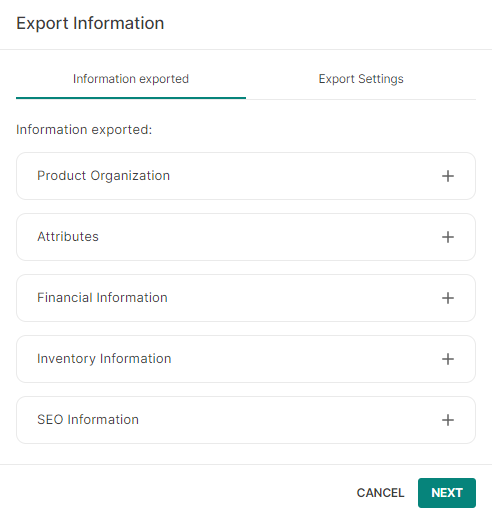 Export Information
Information exported
Export Settings
Information exported:
Product Organization
Attributes
Financial Information
Inventory Information
SEO Information
CANCEL
NEXT